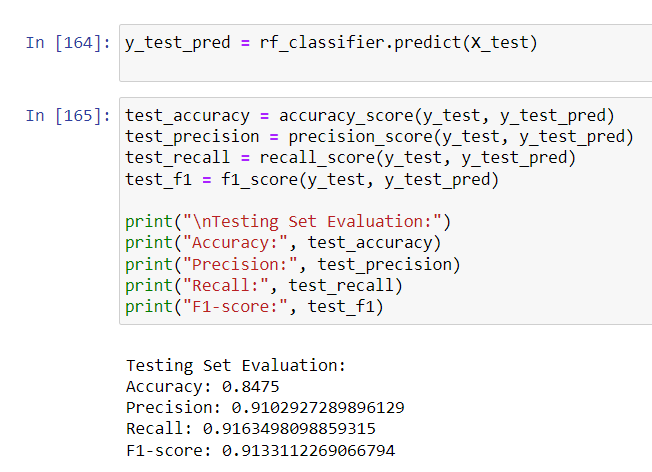 In [164]: y_test_pred = rf_classifier.predict(X_test)
In [165]: test_accuracy = accuracy_score(y_test, y_test_pred)
test_precision = precision_score(y_test, y_test_pred)
test_recall = recall_score(y_test, y_test_pred)
test_f1 = f1_score(y_test, y_test_pred)
print("\nTesting Set Evaluation:")
print("Accuracy:", test_accuracy)
print("Precision:", test_precision)
print("Recall:", test_recall)
print("F1-score:", test_f1)
Testing Set Evaluation:
Accuracy: 0.8475
Precision: 0.9102927289896129
Recall: 0.9163498098859315
F1-score: 0.9133112269066794